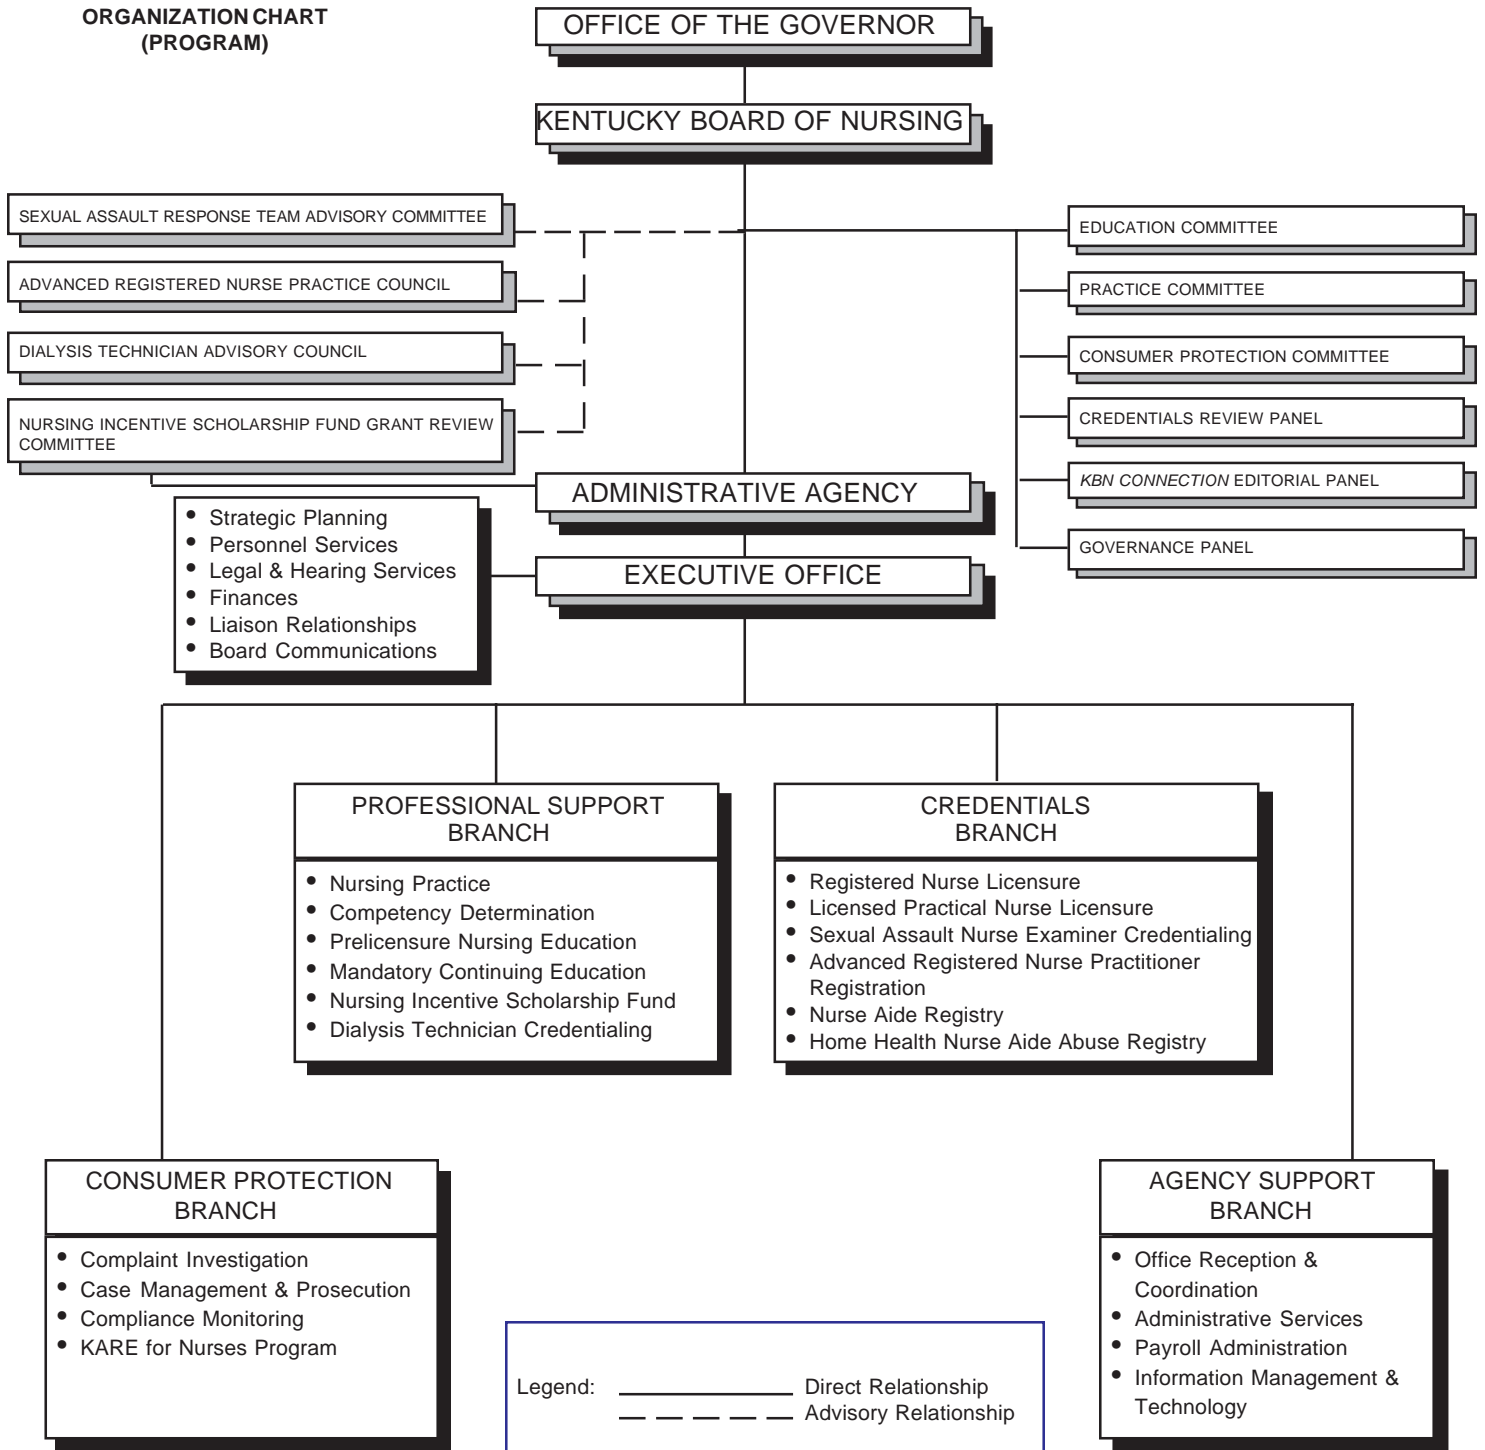 ORGANIZATION CHART
(PROGRAM)
OFFICE OF THE GOVERNOR
KENTUCKY BOARD OF NURSING
SEXUAL ASSAULT RESPONSE TEAM ADVISORY COMMITTEE
ADVANCED REGISTERED NURSE PRACTICE COUNCIL
DIALYSIS TECHNICIAN ADVISORY COUNCIL
NURSING INCENTIVE SCHOLARSHIP FUND GRANT REVIEW
COMMITTEE
EDUCATION COMMITTEE
PRACTICE COMMITTEE
CONSUMER PROTECTION COMMITTEE
CREDENTIALS REVIEW PANEL
KBN CONNECTION EDITORIAL PANEL
GOVERNANCE PANEL
ADMINISTRATIVE AGENCY
EXECUTIVE OFFICE
• Strategic Planning
• Personnel Services
• Legal & Hearing Services
• Finances
• Liaison Relationships
• Board Communications
PROFESSIONAL SUPPORT
BRANCH
• Nursing Practice
• Competency Determination
• Prelicensure Nursing Education
• Mandatory Continuing Education
• Nursing Incentive Scholarship Fund
• Dialysis Technician Credentialing
CREDENTIALS
BRANCH
• Registered Nurse Licensure
• Licensed Practical Nurse Licensure
• Sexual Assault Nurse Examiner Credentialing
• Advanced Registered Nurse Practitioner
Registration
• Nurse Aide Registry
• Home Health Nurse Aide Abuse Registry
CONSUMER PROTECTION
BRANCH
• Complaint Investigation
• Case Management & Prosecution
• Compliance Monitoring
• KARE for Nurses Program
AGENCY SUPPORT
BRANCH
• Office Reception &
Coordination
• Administrative Services
• Payroll Administration
• Information Management &
Technology
Legend: Direct Relationship
Advisory Relationship